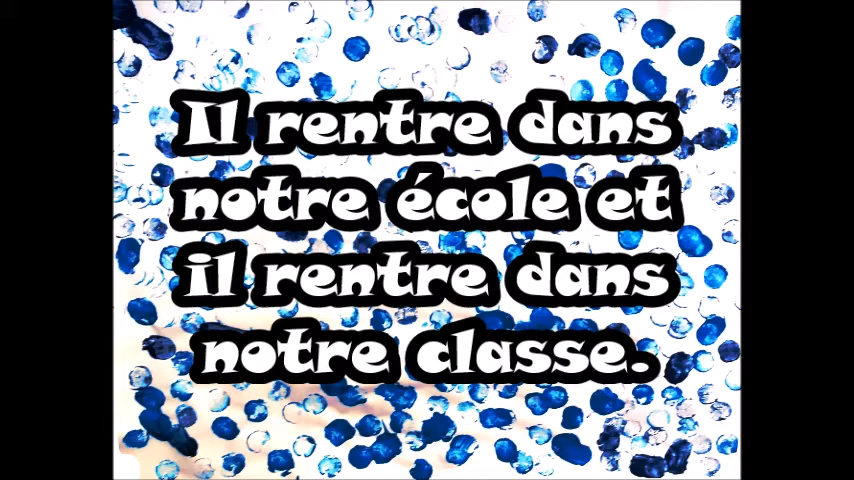 Il rentre dans
notre école et
il rentre dans
notre classe.